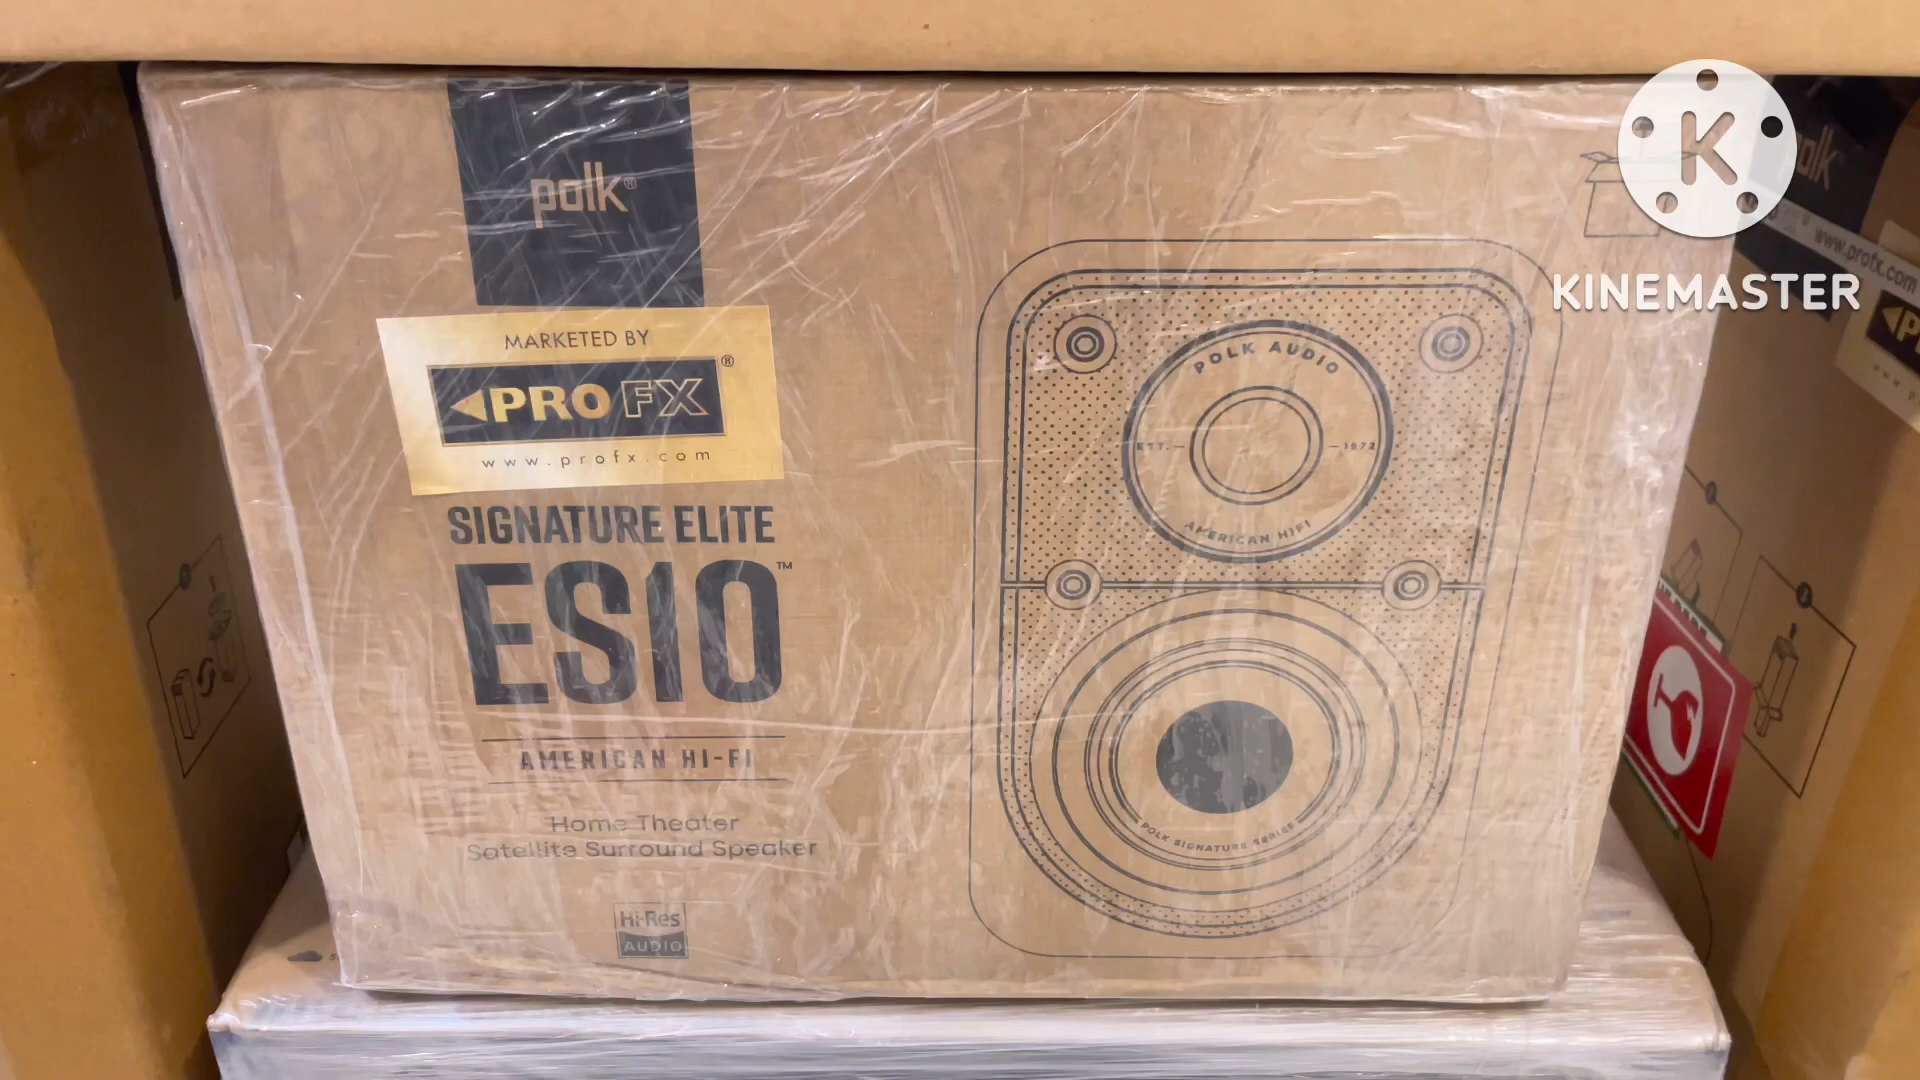 polk®
MARKETED BY
PRO FX®
www.profx.com
SIGNATURE ELITE
ES10™
AMERICAN HI-FI
Home Theater
Satellite Surround Speaker
Hi-Res
AUDIO
POLK AUDIO
EST. 1972
AMERICAN HIFI
POLK SIGNATURE SERIES
K
KINEMASTER
polk
www.profx.com